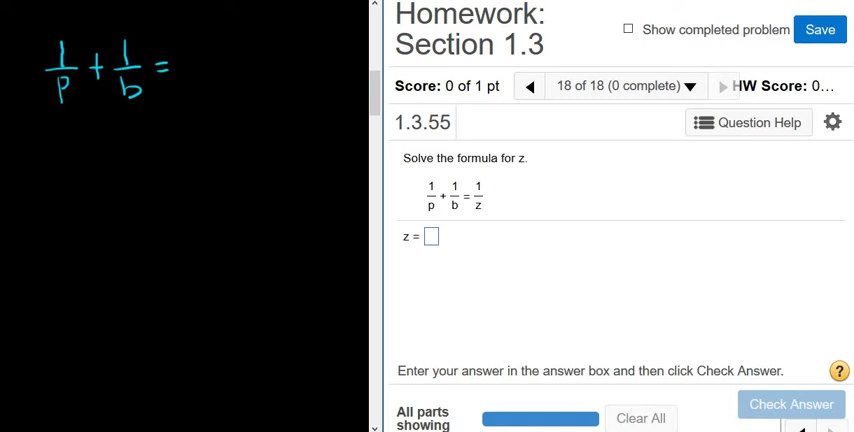 1/p + 1/b =
Homework:
Section 1.3
Show completed problem
Save
Score: 0 of 1 pt
18 of 18 (0 complete)
HW Score: 0…
1.3.55
Question Help
Solve the formula for z.
1/p + 1/b = 1/z
z =
Enter your answer in the answer box and then click Check Answer.
?
All parts
showing
Clear All
Check Answer